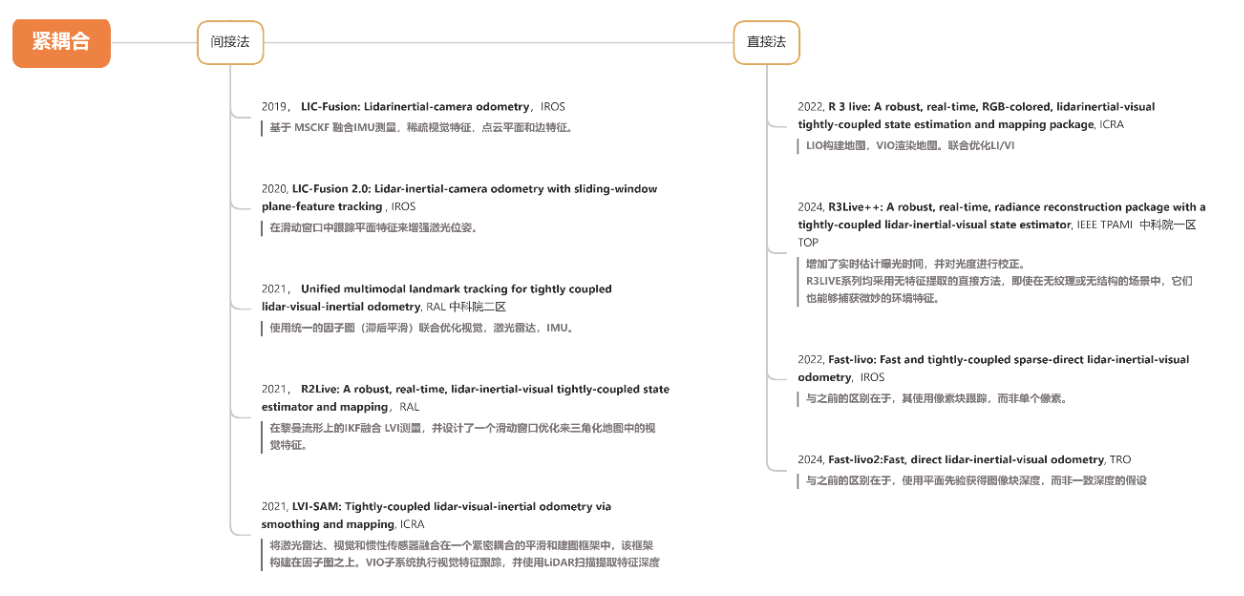 紧耦合
间接法
2019， LIC-Fusion: Lidarinertial-camera odometry，IROS
基于 MSCKF 融合IMU测量，稀疏视觉特征，点云平面和边特征。
2020, LIC-Fusion 2.0: Lidar-inertial-camera odometry with sliding-window
plane-feature tracking , IROS
在滑动窗口中跟踪平面特征来增强激光位姿。
2021， Unified multimodal landmark tracking for tightly coupled
lidar-visual-inertial odometry, RAL 中科院二区
使用统一的因子图（滞后平滑）联合优化视觉，激光雷达，IMU。
2021， R2Live: A robust, real-time, lidar-inertial-visual tightly-coupled state
estimator and mapping，RAL
在黎曼流形上的IKF融合 LVI测量，并设计了一个滑动窗口优化来三角化地图中的视
觉特征。
2021, LVI-SAM: Tightly-coupled lidar-visual-inertial odometry via
smoothing and mapping, ICRA
将激光雷达、视觉和惯性传感器融合在一个紧密耦合的平滑和建图框架中，该框架
构建在因子图之上。VIO子系统执行视觉特征跟踪，并使用LiDAR扫描提取特征深度
直接法
2022, R 3 live: A robust, real-time, RGB-colored, lidarinertial-visual
tightly-coupled state estimation and mapping package, ICRA
LIO构建地图，VIO渲染地图。联合优化LI/VI
2024, R3Live++: A robust, real-time, radiance reconstruction package with a
tightly-coupled lidar-inertial-visual state estimator, IEEE TPAMI 中科院一区
TOP
增加了实时估计曝光时间，并对光度进行校正。
R3LIVE系列均采用无特征提取的直接方法，即使在无纹理或无结构的场景中，它们
也能够捕获微妙的环境特征。
2022, Fast-livo: Fast and tightly-coupled sparse-direct lidar-inertial-visual
odometry, IROS
与之前的区别在于，其使用像素块跟踪，而非单个像素。
2024, Fast-livo2:Fast, direct lidar-inertial-visual odometry, TRO
与之前的区别在于，使用平面先验获得图像块深度，而非一致深度的假设